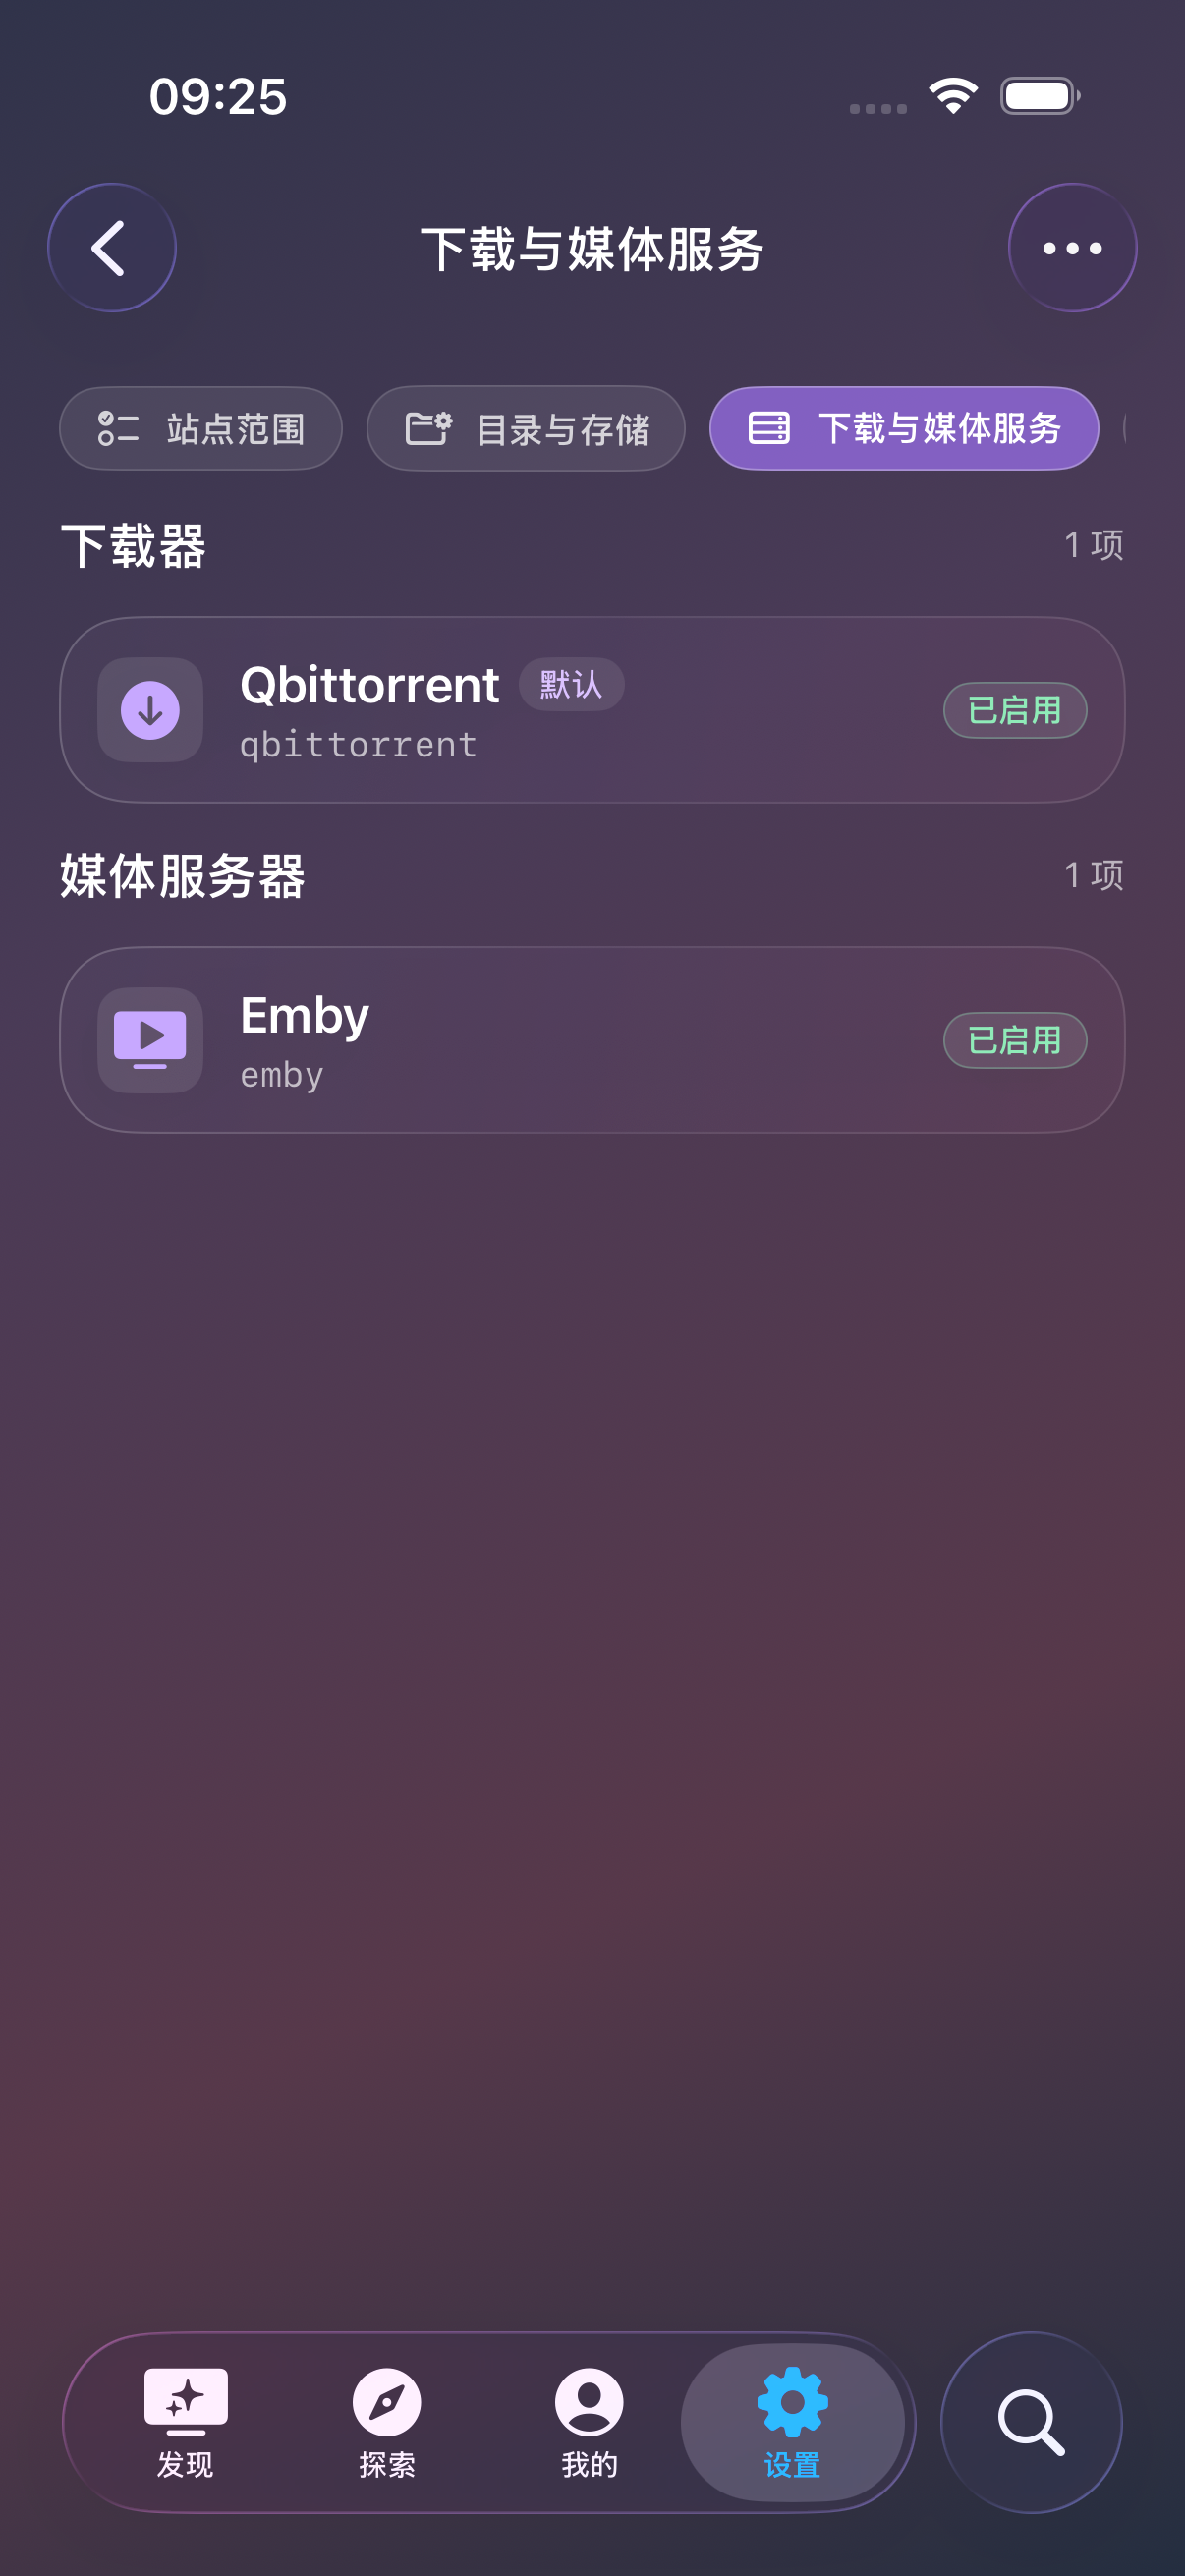 09:25
下载与媒体服务
站点范围
目录与存储
下载与媒体服务
下载器
1 项
Qbittorrent
默认
qbittorrent
已启用
媒体服务器
1 项
Emby
emby
已启用
发现
探索
我的
设置